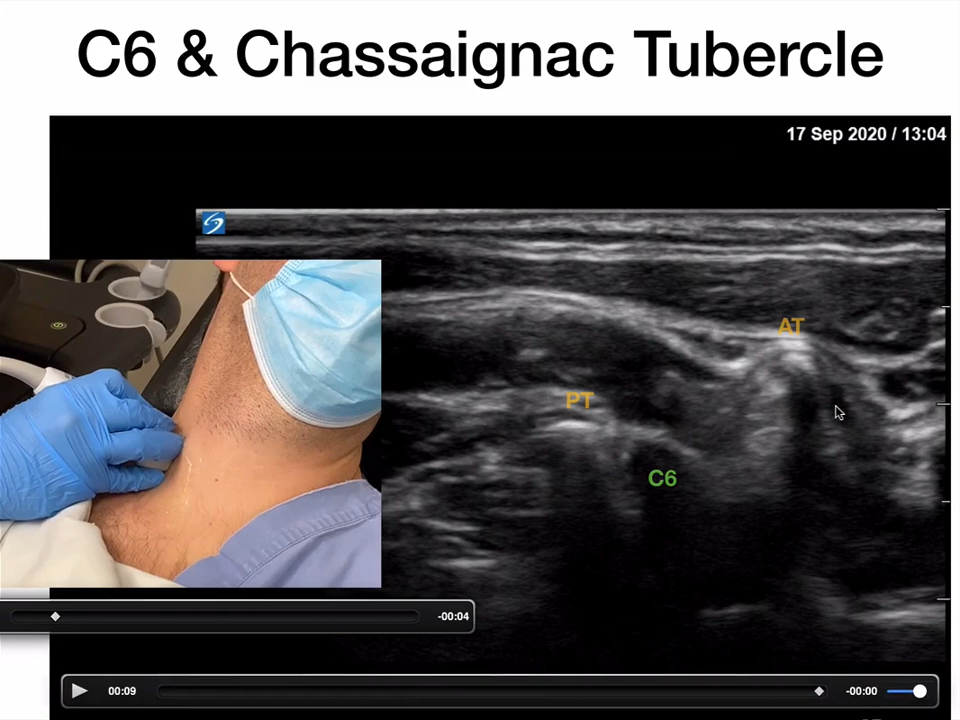 C6 & Chassaignac Tubercle
17 Sep 2020 / 13:04
AT
PT
C6
-00:04
00:09
-00:00